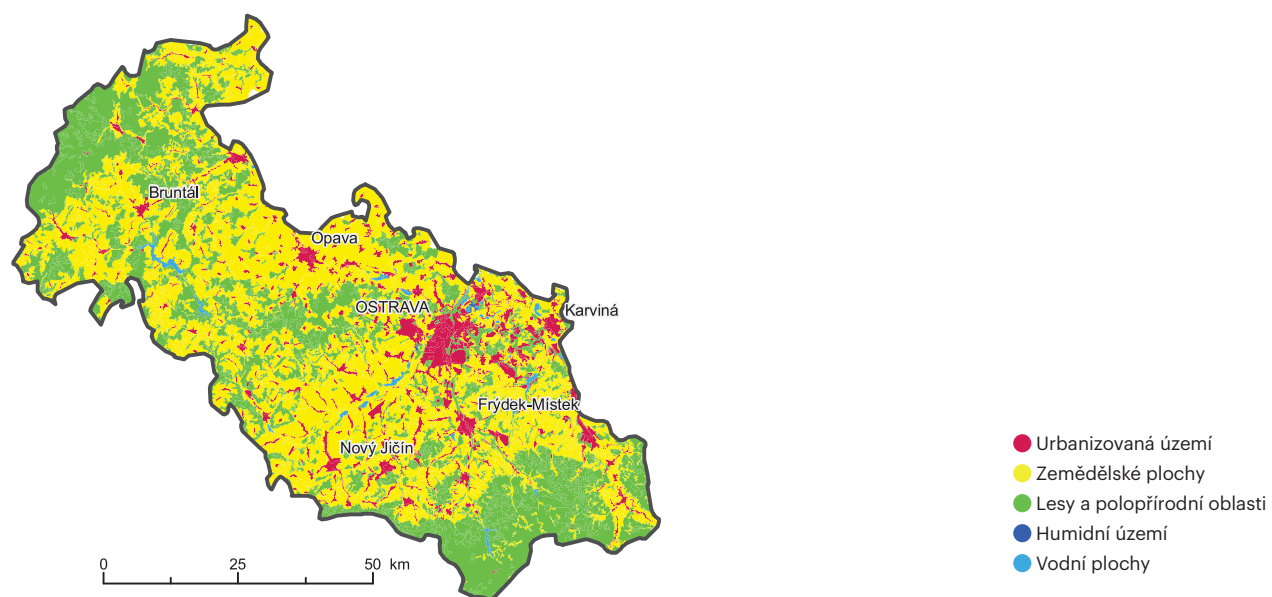 Bruntál
Opava
OSTRAVA
Karviná
Frýdek-Místek
Nový Jičín
0 25 50 km
Urbanizovaná území
Zemědělské plochy
Lesy a polopřírodní oblasti
Humidní území
Vodní plochy